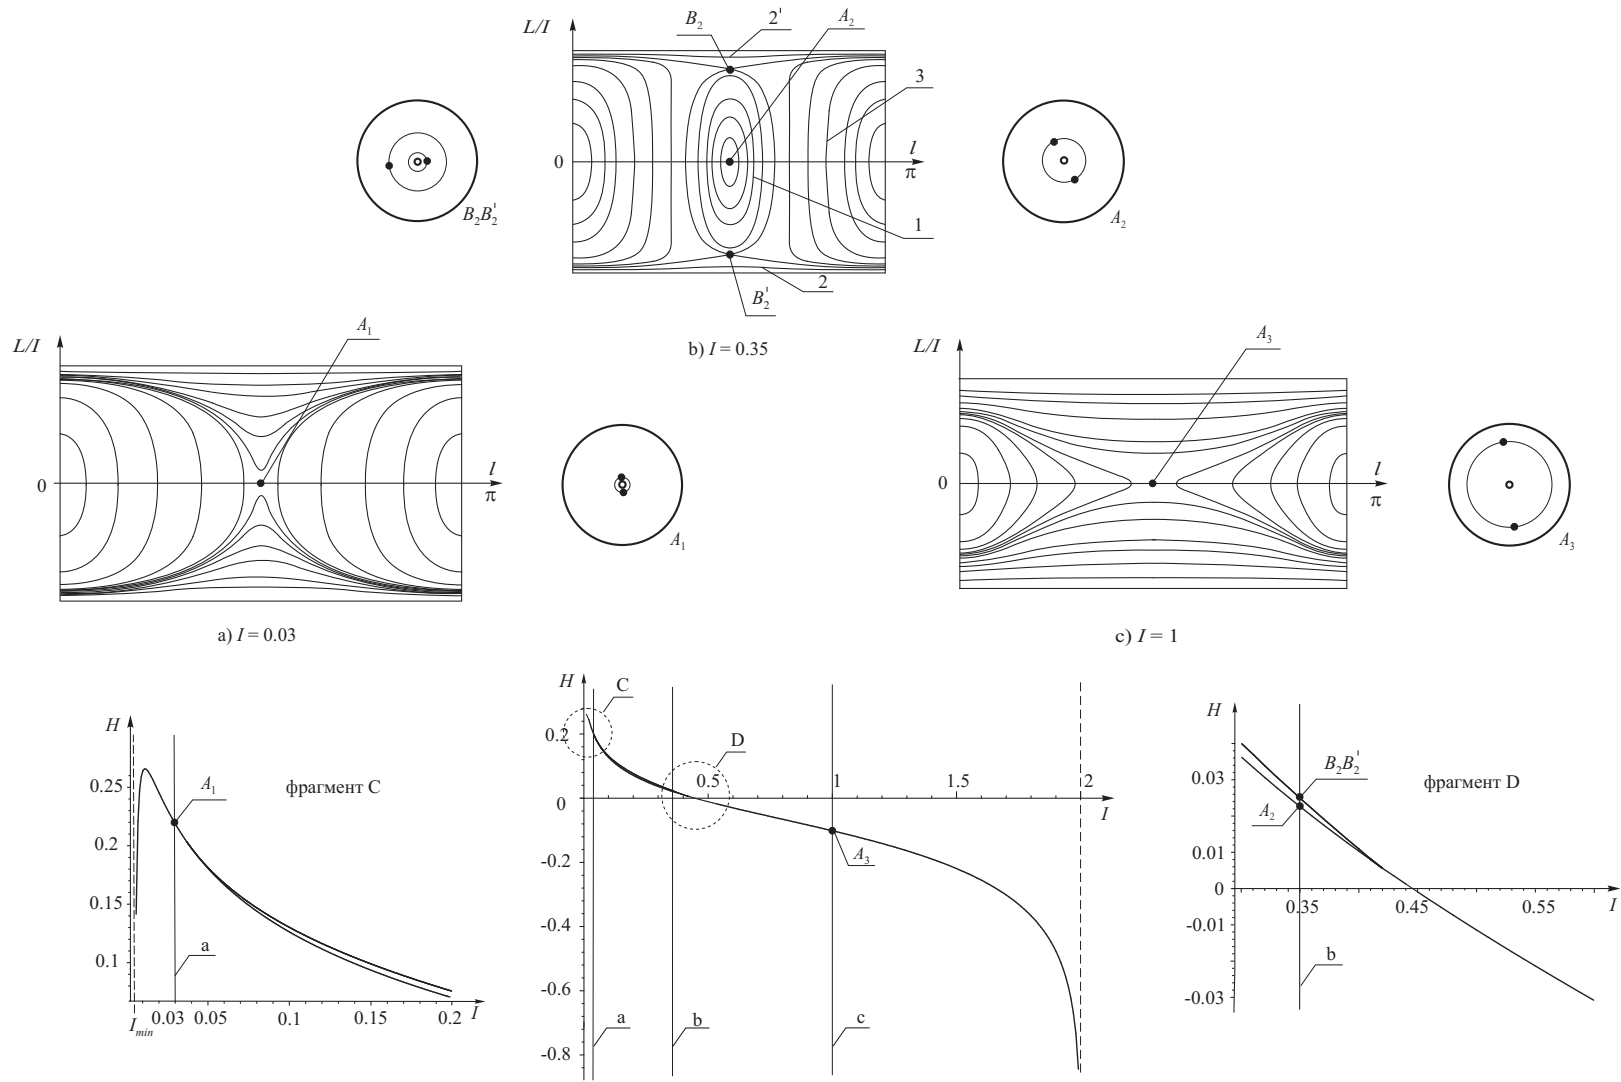 L/I
B₂
2'
A₂
3
0
l
π
1
B₂B₂'
A₂
2
B₂'
b) I = 0.35
L/I
A₁
0
l
π
A₁
a) I = 0.03
L/I
A₃
0
l
π
A₃
c) I = 1
H
0.25
0.2
0.15
0.1
A₁
фрагмент C
a
I_min
0.03 0.05
0.1
0.15
0.2
I
H
C
0.2
D
0.5
1
1.5
2
0
I
-0.2
A₃
-0.4
-0.6
a
b
c
-0.8
H
0.03
B₂B₂'
фрагмент D
A₂
0.01
0
0.35
0.45
0.55
I
-0.01
b
-0.03